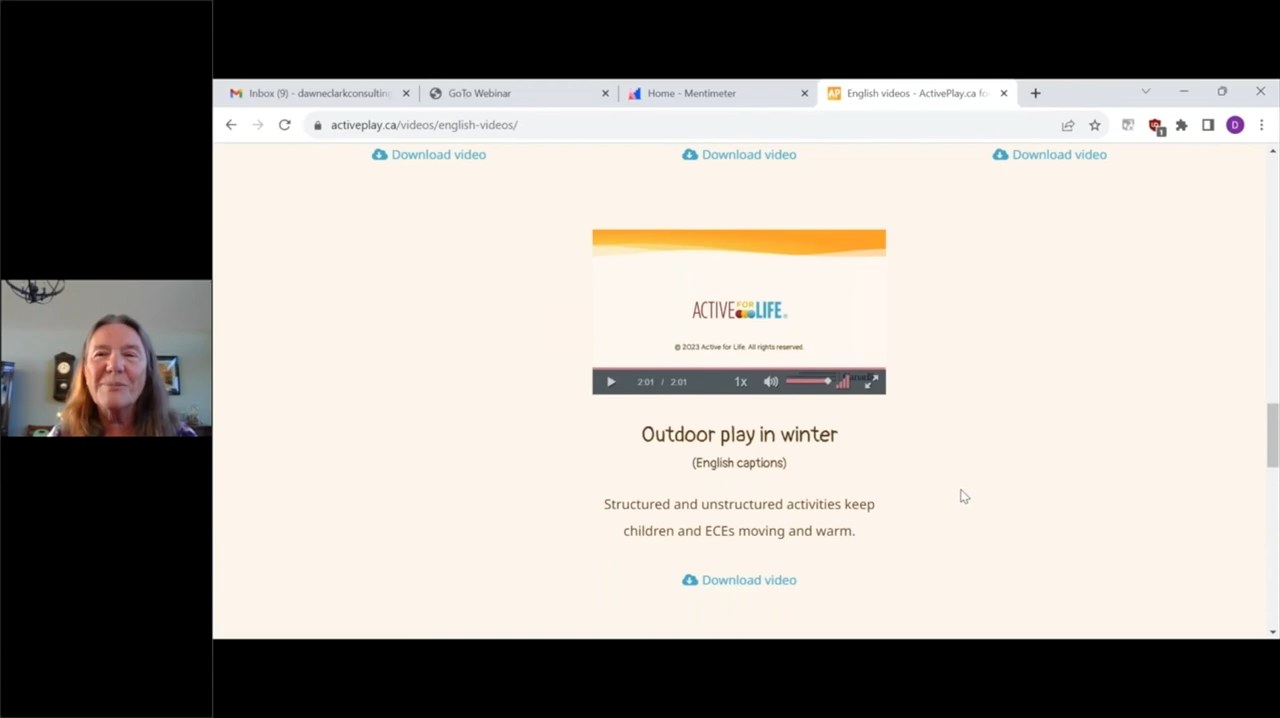 Inbox (9) - dawneclarkconsulting
GoTo Webinar
Home - Mentimeter
English videos - ActivePlay.ca fo
activeplay.ca/videos/english-videos/
1
D
Download video
Download video
Download video
ACTIVE FOR LIFE
© 2023 Active for Life. All rights reserved.
2:01 / 2:01
1x
Outdoor play in winter
(English captions)
Structured and unstructured activities keep
children and ECEs moving and warm.
Download video